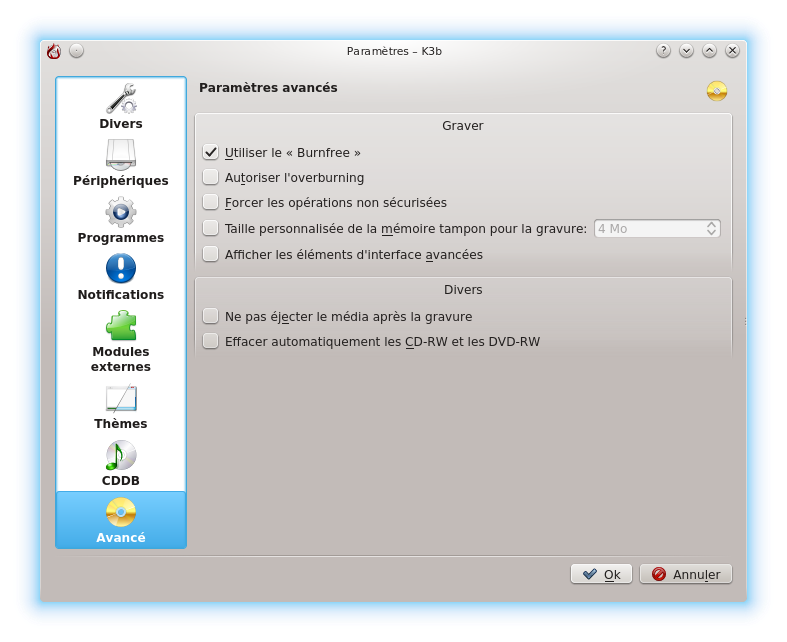 Paramètres – K3b
Divers
Périphériques
Programmes
Notifications
Modules
externes
Thèmes
CDDB
Avancé
Paramètres avancés
Graver
Utiliser le « Burnfree »
Autoriser l'overburning
Forcer les opérations non sécurisées
Taille personnalisée de la mémoire tampon pour la gravure: 4 Mo
Afficher les éléments d'interface avancées
Divers
Ne pas éjecter le média après la gravure
Effacer automatiquement les CD-RW et les DVD-RW
Ok Annuler